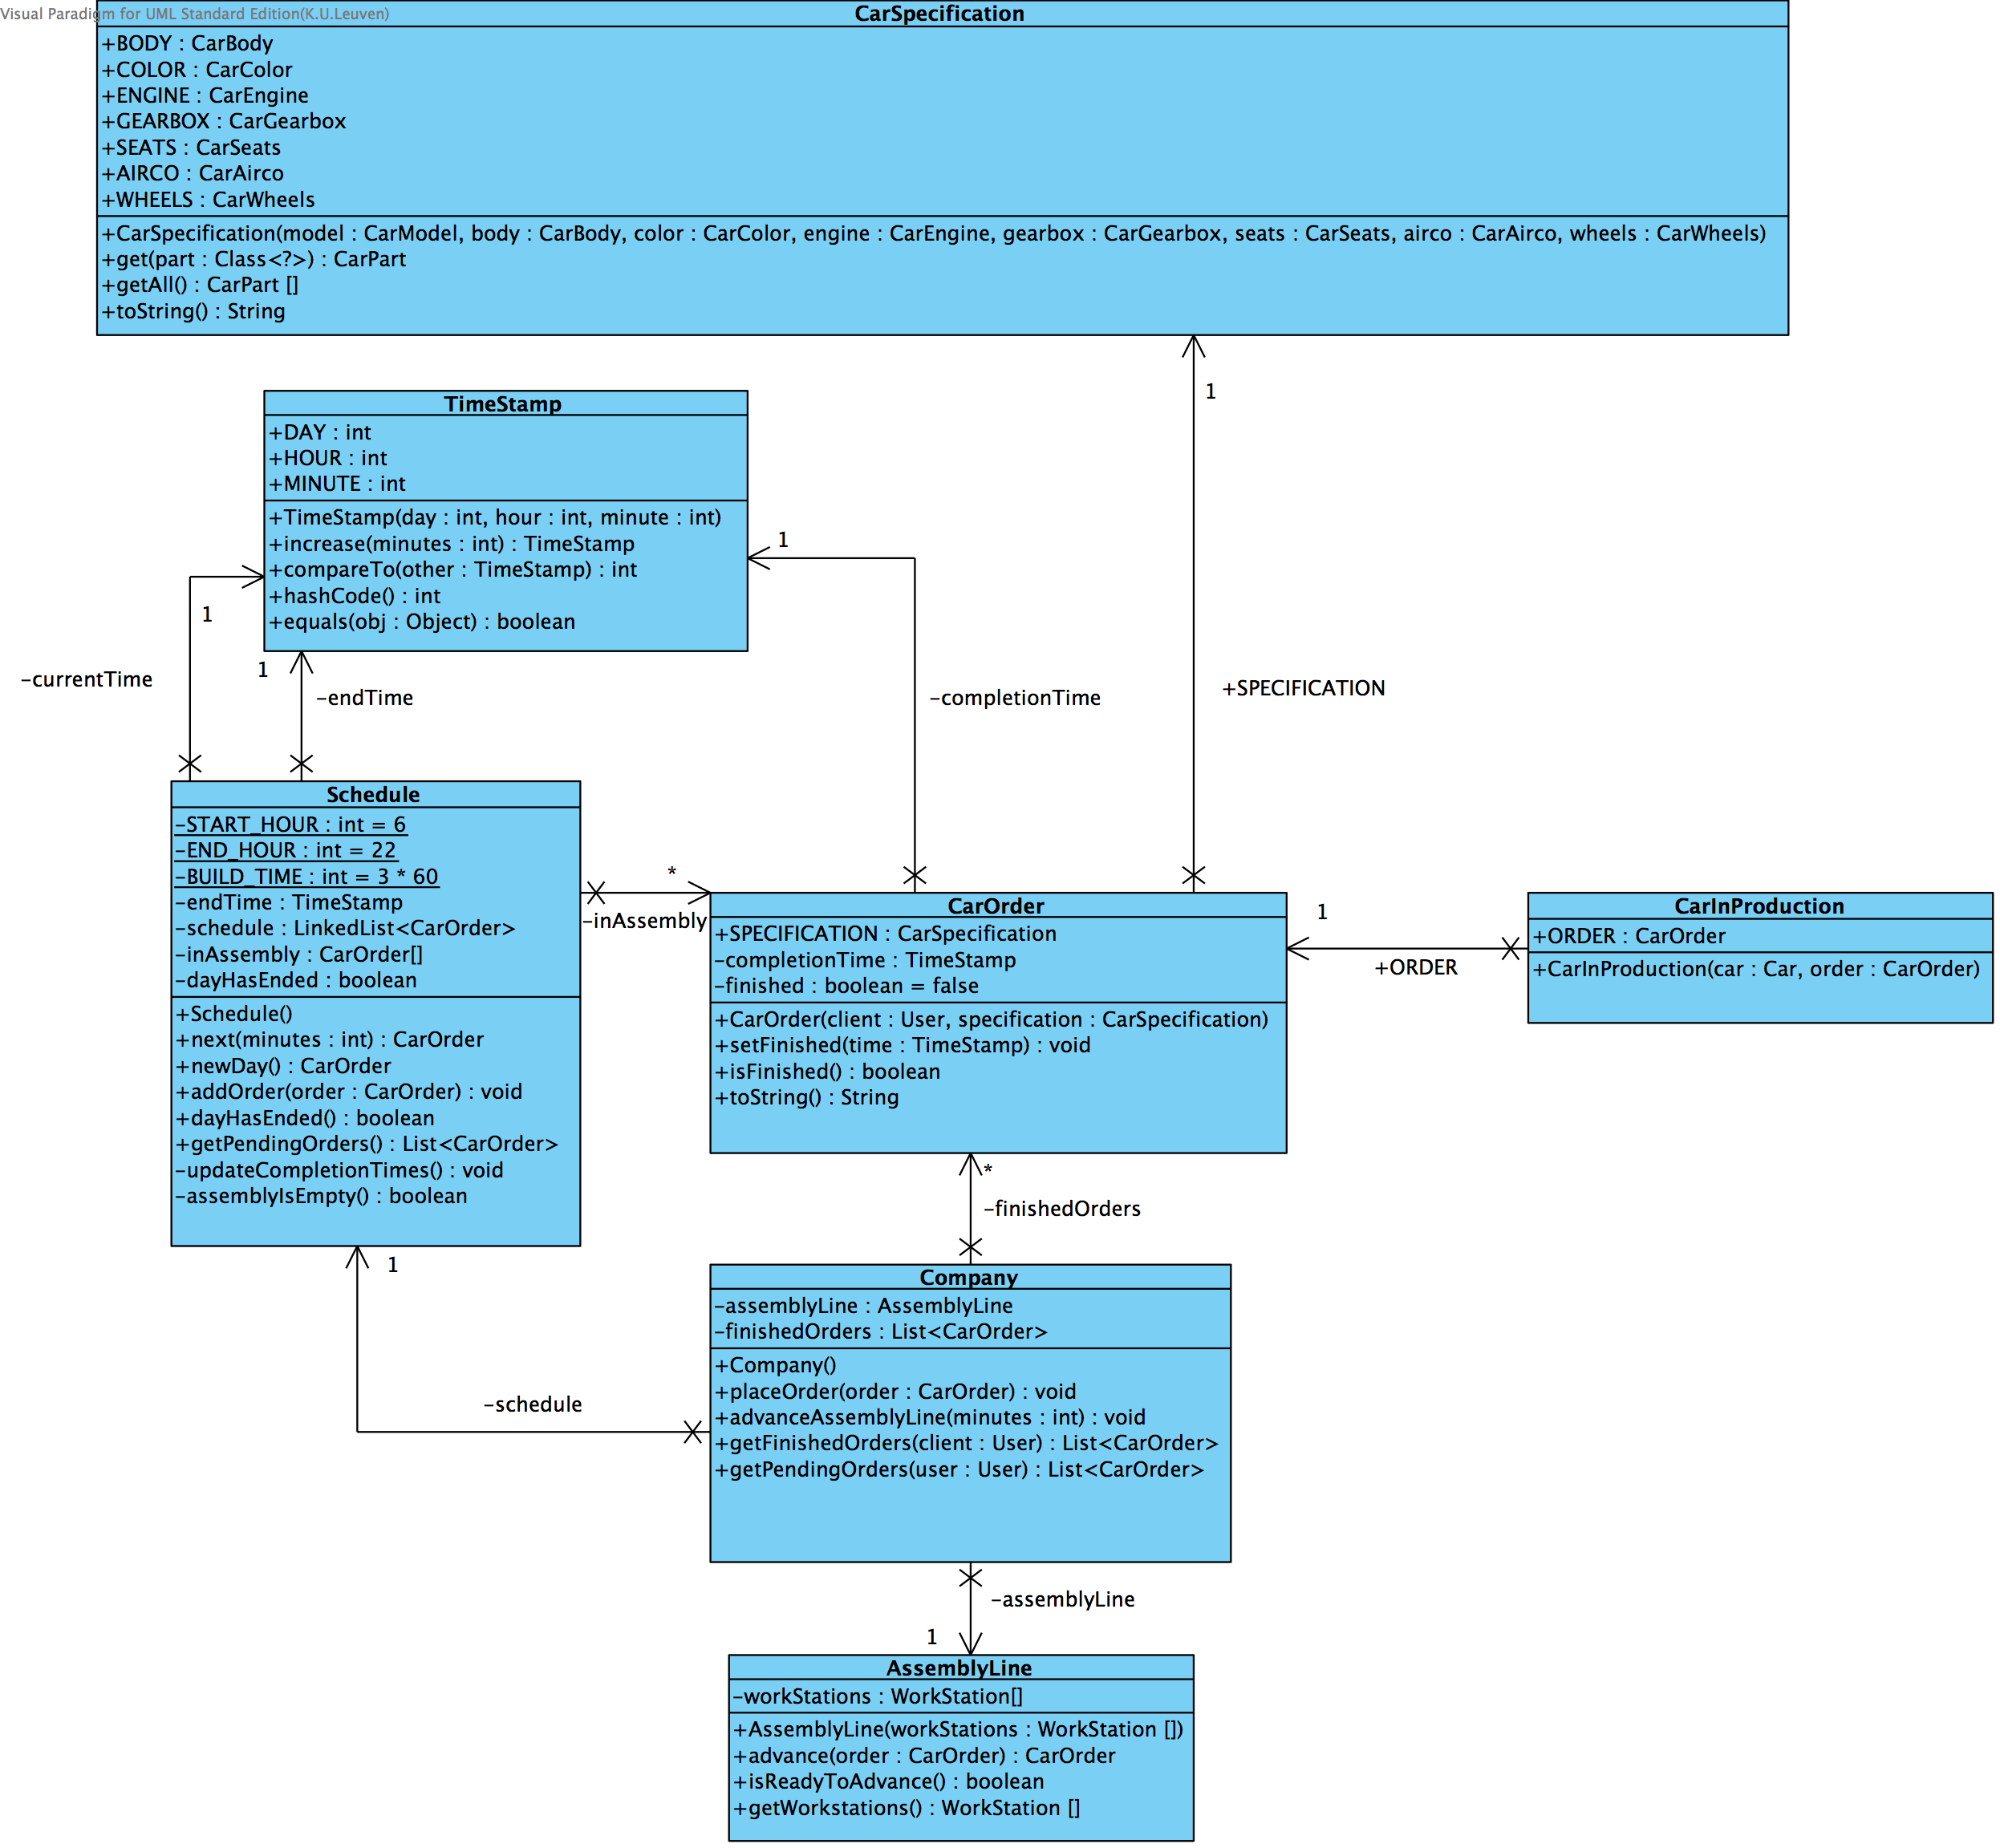 Visual Paradigm for UML Standard Edition(K.U.Leuven)
CarSpecification
+BODY : CarBody
+COLOR : CarColor
+ENGINE : CarEngine
+GEARBOX : CarGearbox
+SEATS : CarSeats
+AIRCO : CarAirco
+WHEELS : CarWheels
+CarSpecification(model : CarModel, body : CarBody, color : CarColor, engine : CarEngine, gearbox : CarGearbox, seats : CarSeats, airco : CarAirco, wheels : CarWheels)
+get(part : Class<?>) : CarPart
+getAll() : CarPart []
+toString() : String
1
TimeStamp
+DAY : int
+HOUR : int
+MINUTE : int
+TimeStamp(day : int, hour : int, minute : int)
+increase(minutes : int) : TimeStamp
+compareTo(other : TimeStamp) : int
+hashCode() : int
+equals(obj : Object) : boolean
1
1
1
-currentTime
-endTime
-completionTime
+SPECIFICATION
Schedule
-START_HOUR : int = 6
-END_HOUR : int = 22
-BUILD_TIME : int = 3 * 60
-endTime : TimeStamp
-schedule : LinkedList<CarOrder>
-inAssembly : CarOrder[]
-dayHasEnded : boolean
+Schedule()
+next(minutes : int) : CarOrder
+newDay() : CarOrder
+addOrder(order : CarOrder) : void
+dayHasEnded() : boolean
+getPendingOrders() : List<CarOrder>
-updateCompletionTimes() : void
-assemblyIsEmpty() : boolean
*
-inAssembly
CarOrder
+SPECIFICATION : CarSpecification
-completionTime : TimeStamp
-finished : boolean = false
+CarOrder(client : User, specification : CarSpecification)
+setFinished(time : TimeStamp) : void
+isFinished() : boolean
+toString() : String
1
+ORDER
CarInProduction
+ORDER : CarOrder
+CarInProduction(car : Car, order : CarOrder)
*
-finishedOrders
1
-schedule
Company
-assemblyLine : AssemblyLine
-finishedOrders : List<CarOrder>
+Company()
+placeOrder(order : CarOrder) : void
+advanceAssemblyLine(minutes : int) : void
+getFinishedOrders(client : User) : List<CarOrder>
+getPendingOrders(user : User) : List<CarOrder>
-assemblyLine
1
AssemblyLine
-workStations : WorkStation[]
+AssemblyLine(workStations : WorkStation [])
+advance(order : CarOrder) : CarOrder
+isReadyToAdvance() : boolean
+getWorkstations() : WorkStation []